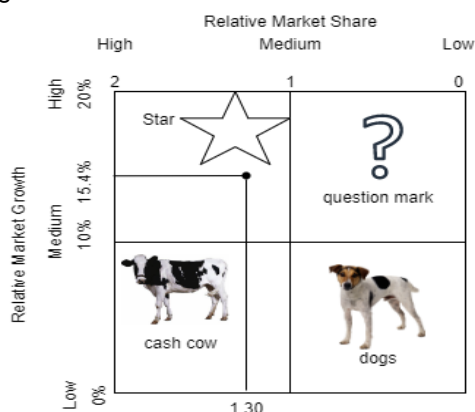 g
Relative Market Share
High Medium Low
2 1 0
High
20%
Star
15.4%
question mark
Relative Market Growth
Medium
10%
cash cow
dogs
Low
0%
1.30